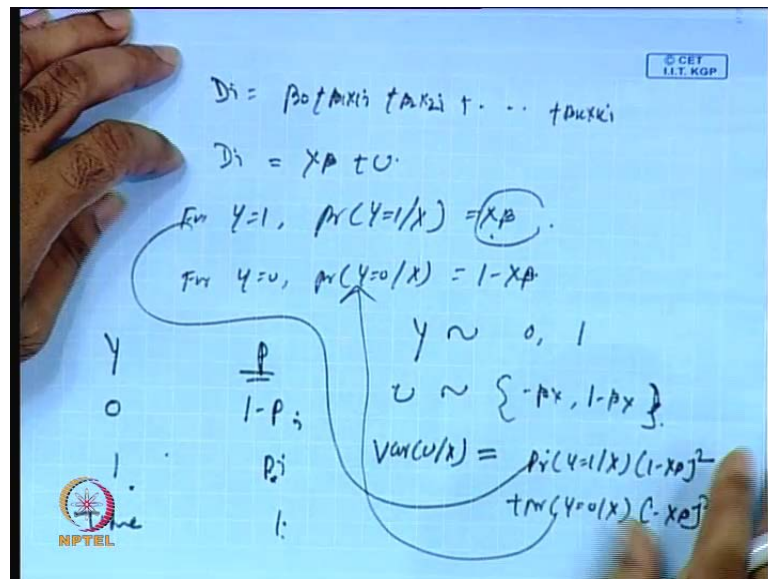 © CET
I.I.T. KGP
Di = β0 + β1x1i + β2x2i + · · · + βkxki
Di = Xβ + U.
For Y=1, pr(Y=1/X) = Xβ.
For Y=0, pr(Y=0/X) = 1-Xβ
Y ~ 0, 1
U ~ {-βx, 1-βx}.
Var(U/X) = Pr(Y=1/X)(1-Xβ)²
+ pr(Y=0/X) (-Xβ)²
Y P
0 1-Pi
1 Pi
1
NPTEL